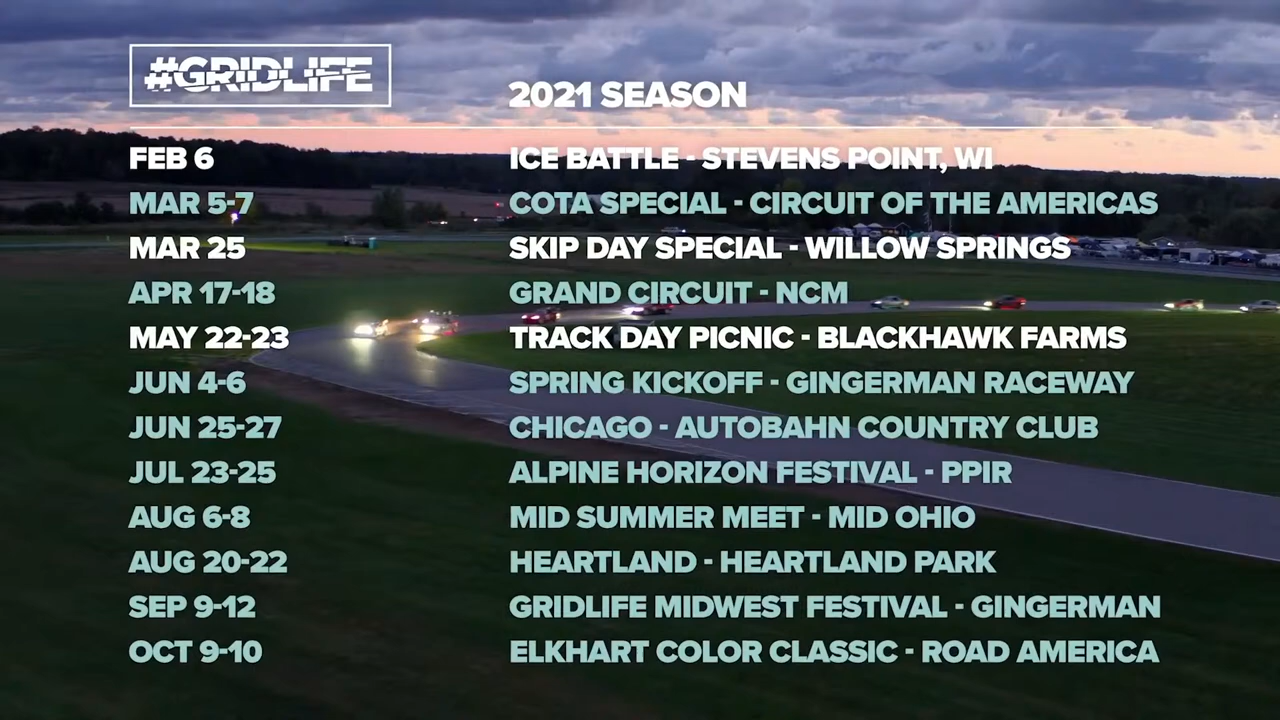 #GRIDLIFE
2021 SEASON
FEB 6 ICE BATTLE - STEVENS POINT, WI
MAR 5-7 COTA SPECIAL - CIRCUIT OF THE AMERICAS
MAR 25 SKIP DAY SPECIAL - WILLOW SPRINGS
APR 17-18 GRAND CIRCUIT - NCM
MAY 22-23 TRACK DAY PICNIC - BLACKHAWK FARMS
JUN 4-6 SPRING KICKOFF - GINGERMAN RACEWAY
JUN 25-27 CHICAGO - AUTOBAHN COUNTRY CLUB
JUL 23-25 ALPINE HORIZON FESTIVAL - PPIR
AUG 6-8 MID SUMMER MEET - MID OHIO
AUG 20-22 HEARTLAND - HEARTLAND PARK
SEP 9-12 GRIDLIFE MIDWEST FESTIVAL - GINGERMAN
OCT 9-10 ELKHART COLOR CLASSIC - ROAD AMERICA